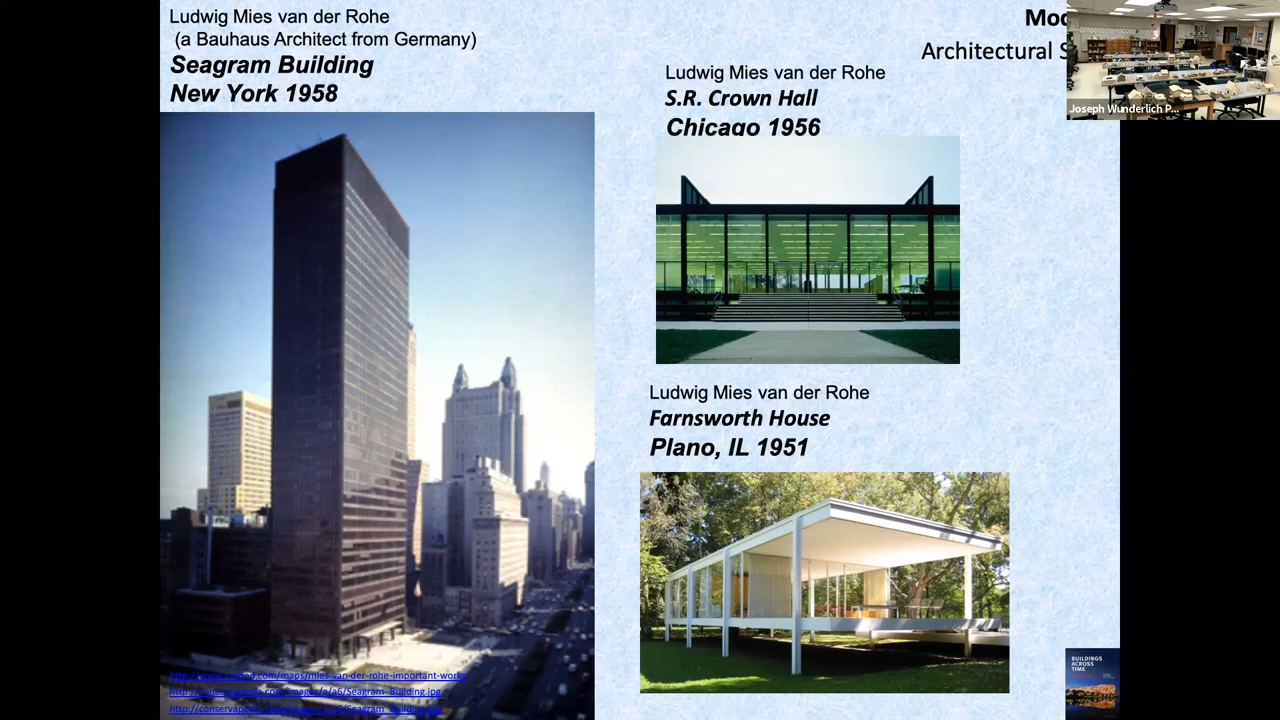 Ludwig Mies van der Rohe
(a Bauhaus Architect from Germany)
Seagram Building
New York 1958
Mod
Architectural S
Joseph Wunderlich P...
Ludwig Mies van der Rohe
S.R. Crown Hall
Chicago 1956
Ludwig Mies van der Rohe
Farnsworth House
Plano, IL 1951
BUILDINGS
ACROSS
TIME